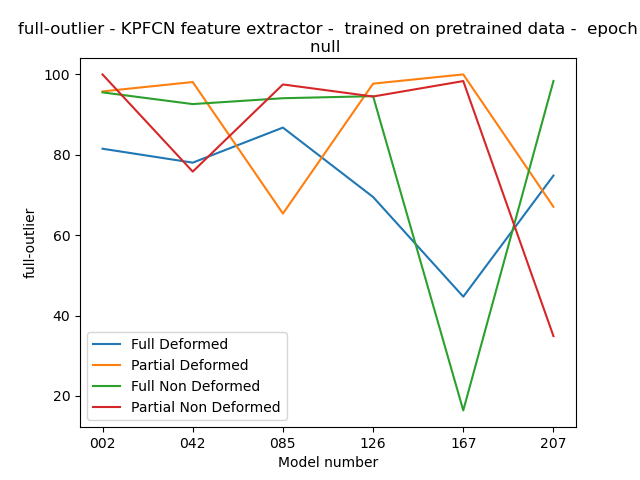 full-outlier - KPFCN feature extractor -  trained on pretrained data -  epoch
null
100
80
60
40
20
full-outlier
Full Deformed
Partial Deformed
Full Non Deformed
Partial Non Deformed
002 042 085 126 167 207
Model number